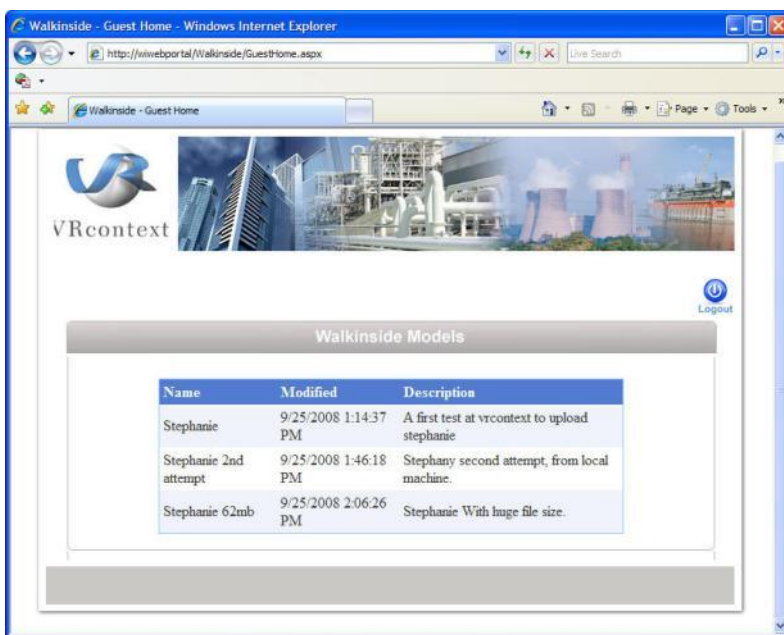 Walkinside - Guest Home - Windows Internet Explorer
http://wiwebportal/Walkinside/GuestHome.aspx
Live Search
Walkinside - Guest Home
Page
Tools
VRcontext
Logout
Walkinside Models
Name Modified Description
Stephanie 9/25/2008 1:14:37 A first test at vrcontext to upload
PM stephanie
Stephanie 2nd 9/25/2008 1:46:18 Stephany second attempt, from local
attempt PM machine.
Stephanie 62mb 9/25/2008 2:06:26 Stephanie With huge file size.
PM